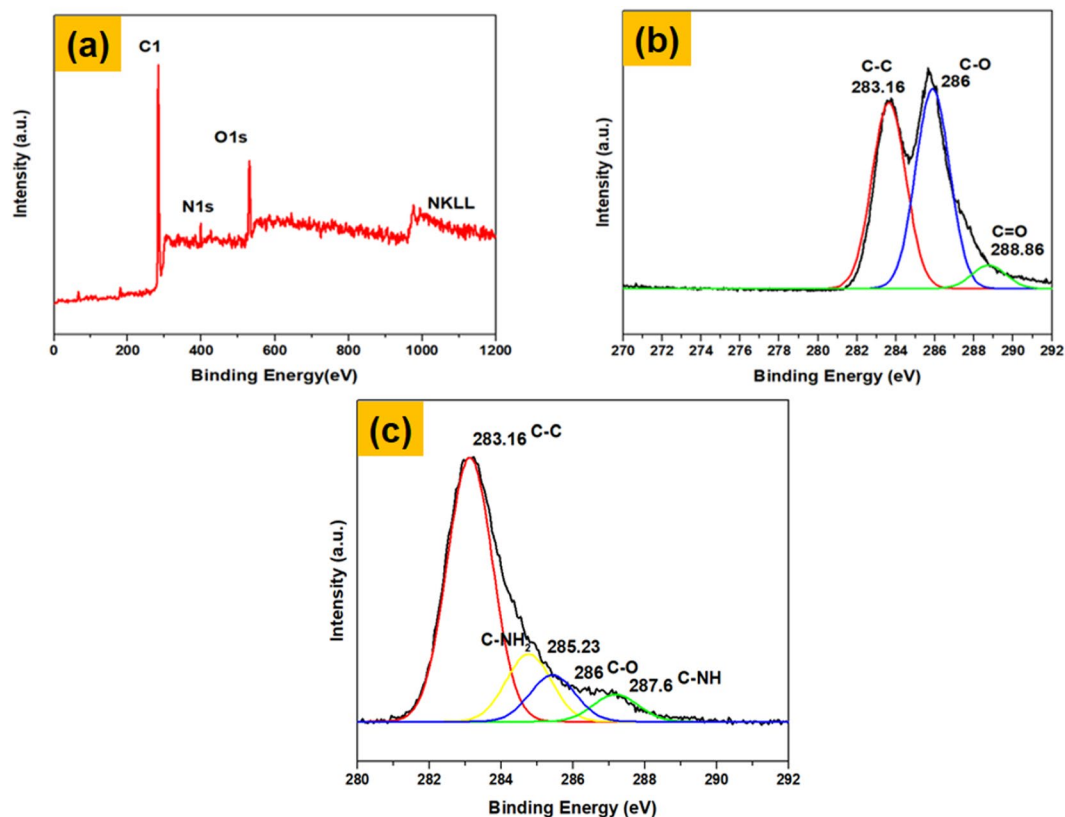 (a)
C1
O1s
N1s
NKLL
Intensity (a.u.)
0 200 400 600 800 1000 1200
Binding Energy(eV)
(b)
C-C
283.16
C-O
286
C=O
288.86
Intensity (a.u.)
270 272 274 276 278 280 282 284 286 288 290 292
Binding Energy (eV)
(c)
283.16 C-C
C-NH2 285.23
286 C-O
287.6 C-NH
Intensity (a.u.)
280 282 284 286 288 290 292
Binding Energy (eV)